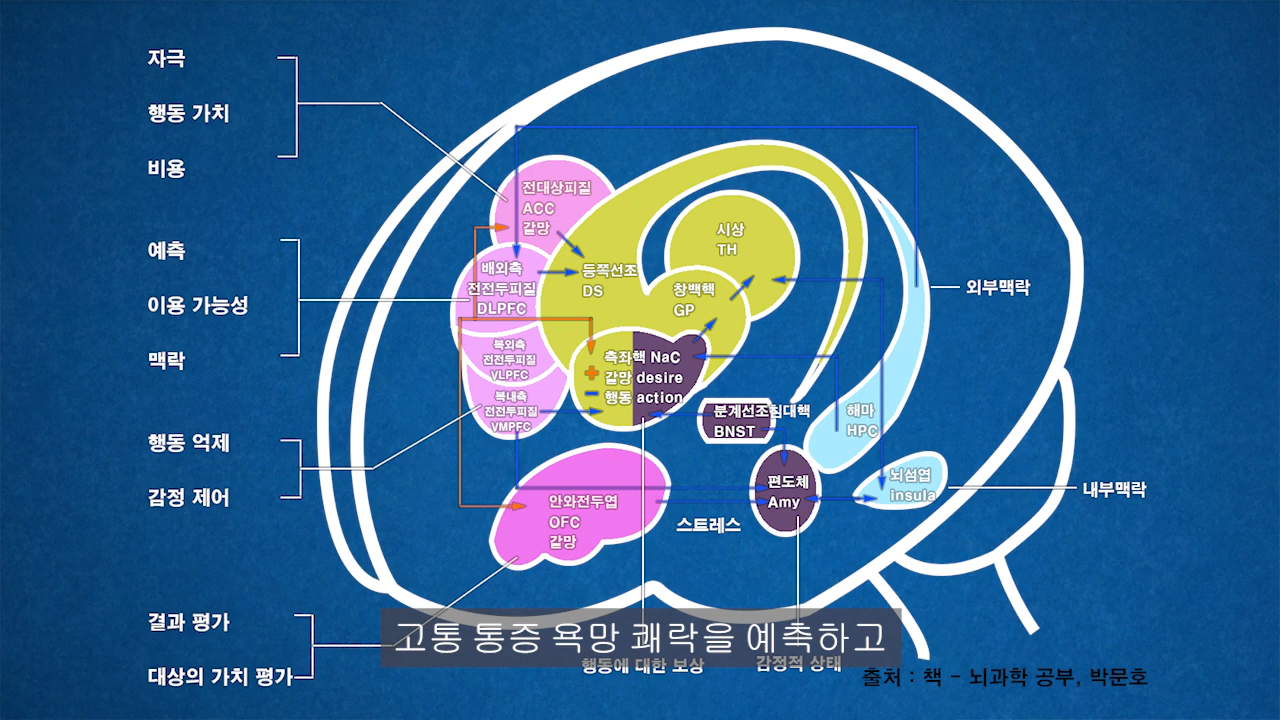 자극
행동 가치
비용
예측
이용 가능성
맥락
행동 억제
감정 제어
결과 평가
대상의 가치 평가
전대상피질
ACC
갈망
배외측
전전두피질
DLPFC
복외측
전전두피질
VLPFC
복내측
전전두피질
VMPFC
등쪽선조
DS
시상
TH
창백핵
GP
측좌핵 NaC
갈망 desire
행동 action
분계선조침대핵
BNST
해마
HPC
편도체
Amy
뇌섬엽
insula
안와전두엽
OFC
갈망
스트레스
외부맥락
내부맥락
고통 통증 욕망 쾌락을 예측하고
행동에 대한 보상
감정적 상태
출처 : 책 - 뇌과학 공부, 박문호